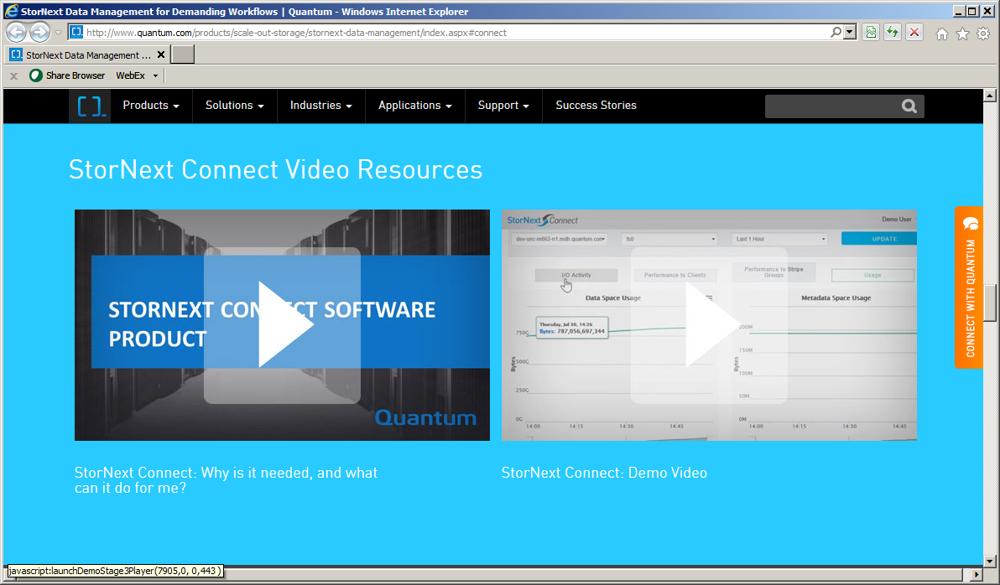 StorNext Data Management for Demanding Workflows | Quantum - Windows Internet Explorer
http://www.quantum.com/products/scale-out-storage/stornext-data-management/index.aspx#connect
StorNext Data Management ...
Share Browser WebEx
Products Solutions Industries Applications Support Success Stories
StorNext Connect Video Resources
STORNEXT CONNECT SOFTWARE
PRODUCT
Quantum
StorNext Connect
Demo User
dev-snc-m662-n1.mdh.quantum.com fs0 Last 1 Hour UPDATE
I/O Activity Performance to Clients Performance to Stripe
Groups Usage
Data Space Usage
Thursday, Jul 30, 14:26
Bytes: 787,056,697,344
Bytes
750G
500G
250G
0G
14:00 14:15 14:30 14:45
Metadata Space Usage
Bytes
200M
150M
100M
50M
0M
14:00 14:15 14:30 14:45
CONNECT WITH QUANTUM
StorNext Connect: Why is it needed, and what
can it do for me?
StorNext Connect: Demo Video
javascript:launchDemoStage3Player(7905,0, 0,443 )